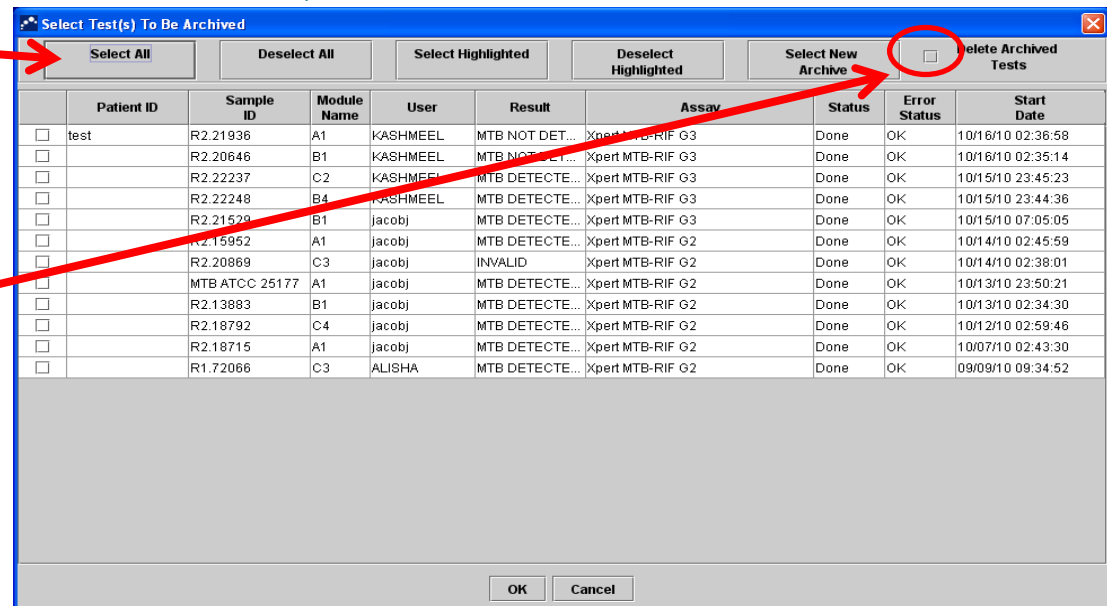 Select Test(s) To Be Archived
Select All Deselect All Select Highlighted Deselect Highlighted Select New Archive Delete Archived Tests
Patient ID Sample ID Module Name User Result Assay Status Error Status Start Date
test R2.21936 A1 KASHMEEL MTB NOT DET... Xpert MTB-RIF G3 Done OK 10/16/10 02:36:58
R2.20646 B1 KASHMEEL MTB NOT DET... Xpert MTB-RIF G3 Done OK 10/16/10 02:35:14
R2.22237 C2 KASHMEEL MTB DETECTE... Xpert MTB-RIF G3 Done OK 10/15/10 23:45:23
R2.22248 B4 KASHMEEL MTB DETECTE... Xpert MTB-RIF G3 Done OK 10/15/10 23:44:36
R2.21529 B1 jacobj MTB DETECTE... Xpert MTB-RIF G3 Done OK 10/15/10 07:05:05
R2.15952 A1 jacobj MTB DETECTE... Xpert MTB-RIF G2 Done OK 10/14/10 02:45:59
R2.20869 C3 jacobj INVALID Xpert MTB-RIF G2 Done OK 10/14/10 02:38:01
MTB ATCC 25177 A1 jacobj MTB DETECTE... Xpert MTB-RIF G2 Done OK 10/13/10 23:50:21
R2.13883 B1 jacobj MTB DETECTE... Xpert MTB-RIF G2 Done OK 10/13/10 02:34:30
R2.18792 C4 jacobj MTB DETECTE... Xpert MTB-RIF G2 Done OK 10/12/10 02:59:46
R2.18715 A1 jacobj MTB DETECTE... Xpert MTB-RIF G2 Done OK 10/07/10 02:43:30
R1.72066 C3 ALISHA MTB DETECTE... Xpert MTB-RIF G2 Done OK 09/09/10 09:34:52
OK Cancel